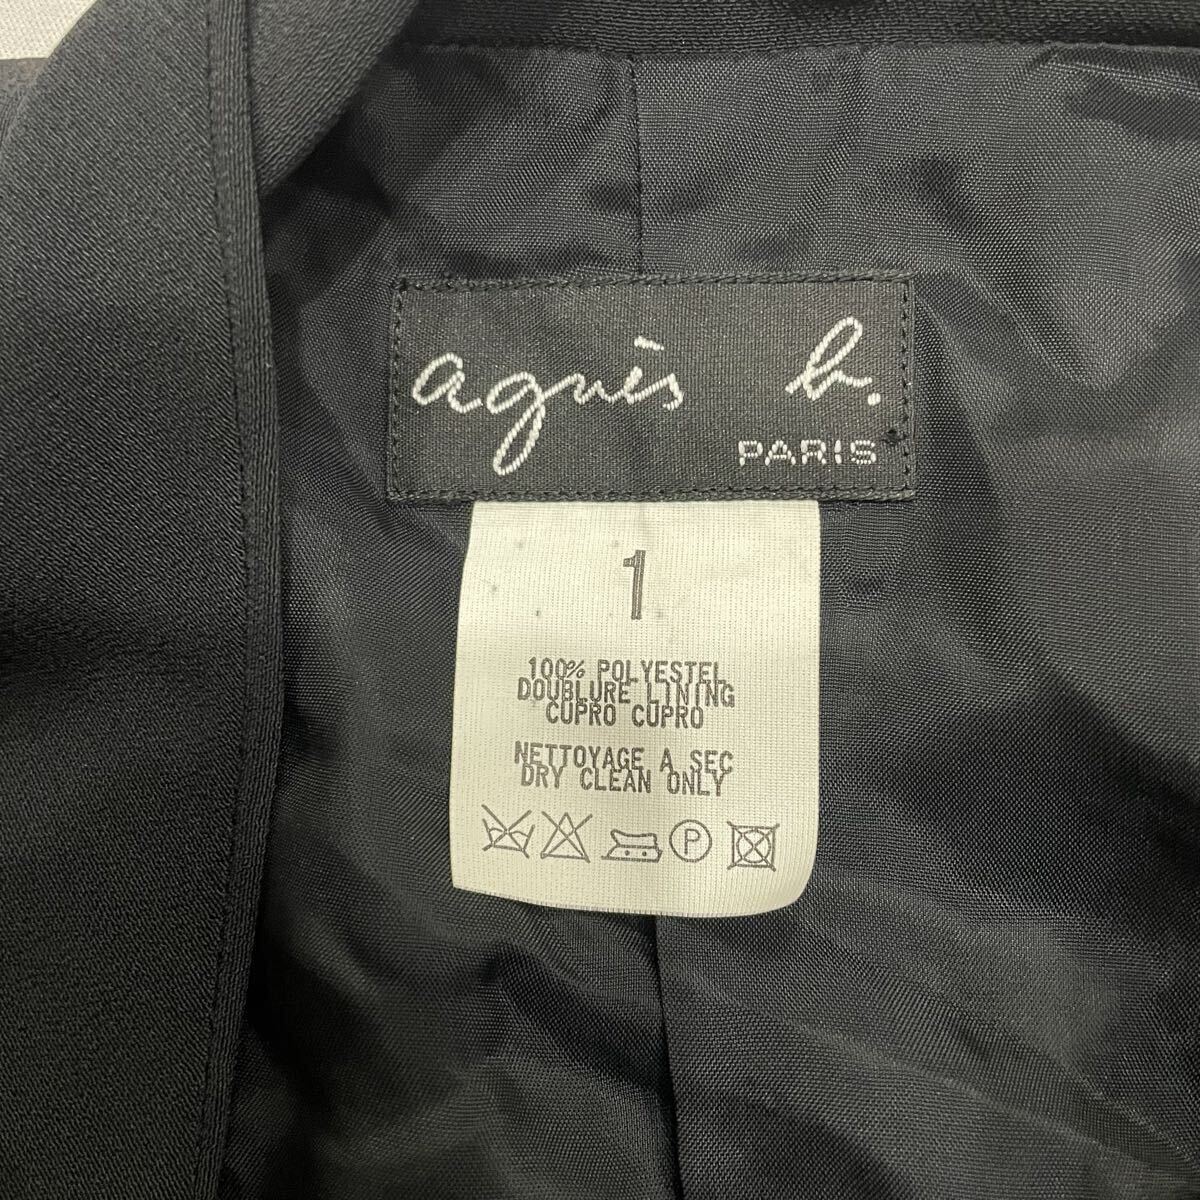 agnès b.
PARIS
1
100% POLYESTEL
DOUBLURE LINING
CUPRO CUPRO
NETTOYAGE A SEC
DRY CLEAN ONLY
P